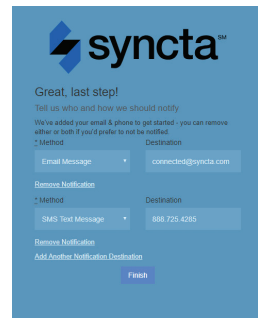 syncta℠
Great, last step!
Tell us who and how we should notify
We've added your email & phone to get started - you can remove
either or both if you'd prefer to not be notified.
* Method Destination
Email Message connected@syncta.com
Remove Notification
* Method Destination
SMS Text Message 888.725.4285
Remove Notification
Add Another Notification Destination
Finish